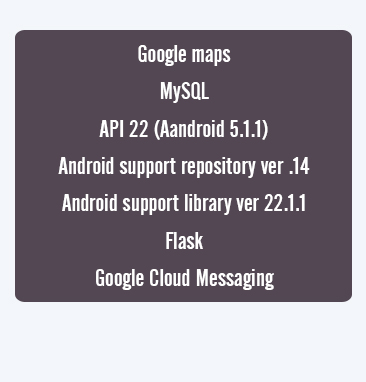 Google maps
MySQL
API 22 (Aandroid 5.1.1)
Android support repository ver .14
Android support library ver 22.1.1
Flask
Google Cloud Messaging